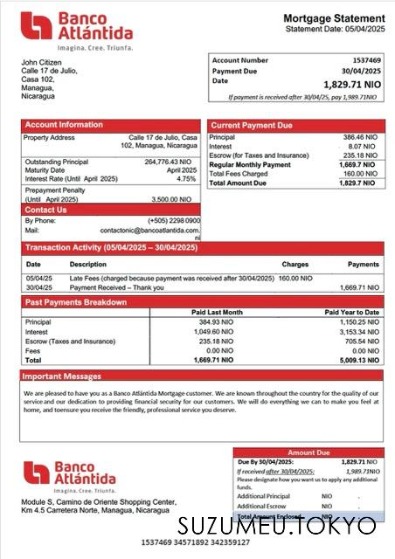 Banco
Atlántida
Imagina. Cree. Triunfa.
Mortgage Statement
Statement Date: 05/04/2025
John Citizen
Calle 17 de Julio,
Casa 102,
Managua,
Nicaragua
Account Number 1537469
Payment Due 30/04/2025
Date
1,829.71 NIO
If payment is received after 30/04/25, pay 1,989.71NIO
Account Information
Property Address Calle 17 de Julio, Casa
102, Managua, Nicaragua
Outstanding Principal 264,776.43 NIO
Maturity Date April 2025
Interest Rate (Until April 2025) 4.75%
Prepayment Penalty
(Until April 2025) 3,500.00 NIO
Contact Us
By Phone: (+505) 2298 0900
Mail: contactonic@bancoatlantida.com.
ni
Current Payment Due
Principal 386.46 NIO
Interest 8.07 NIO
Escrow (for Taxes and Insurance) 235.18 NIO
Regular Monthly Payment 1,669.7 NIO
Total Fees Charged 160.00 NIO
Total Amount Due 1,829.7 NIO
Transaction Activity (05/04/2025 – 30/04/2025)
Date Description Charges Payments
05/04/25 Late Fees (charged because payment was received after 30/04/2025) 160.00 NIO
30/04/25 Payment Received – Thank you 1,669.71 NIO
Past Payments Breakdown
Paid Last Month Paid Year to Date
Principal 384.93 NIO 1,150.25 NIO
Interest 1,049.60 NIO 3,153.34 NIO
Escrow (Taxes and Insurance) 235.18 NIO 705.54 NIO
Fees 0.00 NIO 0.00 NIO
Total 1,669.71 NIO 5,009.13 NIO
Important Messages
We are pleased to have you as a Banco Atlántida Mortgage customer. We are known throughout the country for the quality of our
service and our dedication to providing financial security for our customers. We will do everything we can to make you feel at
home, and toensure you receive the friendly, professional service you deserve.
Banco
Atlántida
Imagina. Cree. Triunfa.
Module S, Camino de Oriente Shopping Center,
Km 4.5 Carretera Norte, Managua, Nicaragua
Amount Due
Due By 30/04/2025: 1,829.71 NIO
If received after 30/04/25: 1,989.71NIO
Please designate how you want us to apply any additional
funds.
Additional Principal NIO
Additional Escrow NIO
Total Amount Enclosed NIO
SUZUMEU.TOKYO
1537469 34571892 342359127